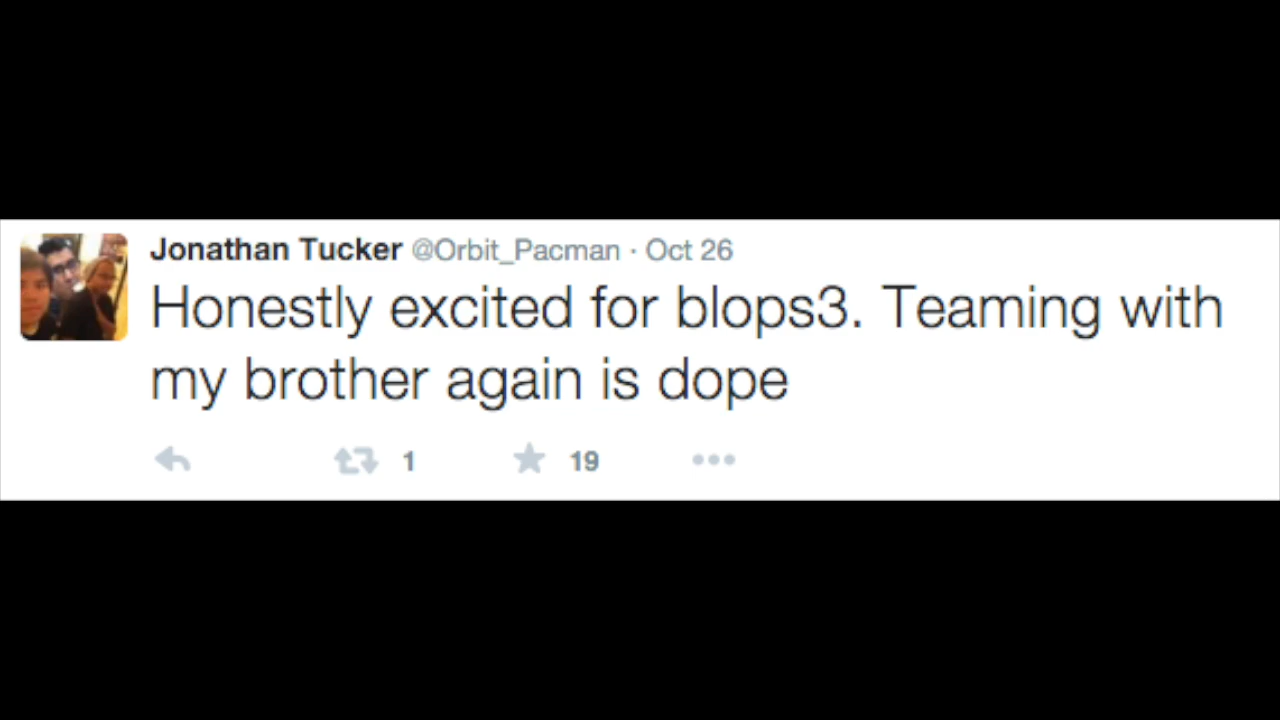 Jonathan Tucker @Orbit_Pacman · Oct 26
Honestly excited for blops3. Teaming with
my brother again is dope
1 19